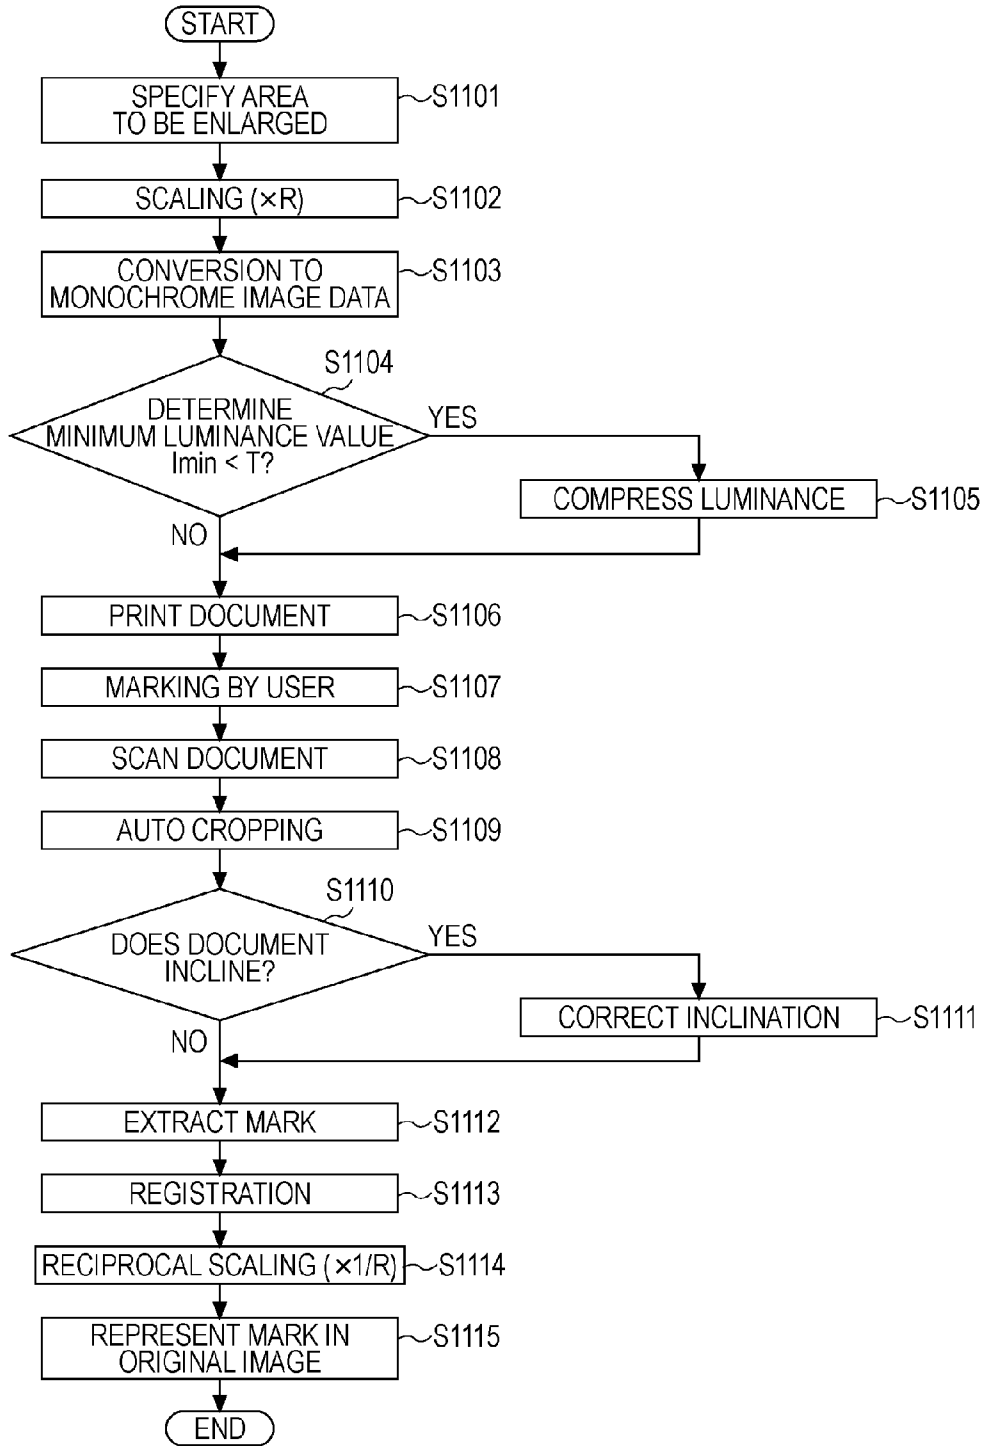 START
SPECIFY AREA
TO BE ENLARGED
S1101
SCALING (×R)
S1102
CONVERSION TO
MONOCHROME IMAGE DATA
S1103
S1104
DETERMINE
MINIMUM LUMINANCE VALUE
Imin < T?
YES
COMPRESS LUMINANCE
S1105
NO
PRINT DOCUMENT
S1106
MARKING BY USER
S1107
SCAN DOCUMENT
S1108
AUTO CROPPING
S1109
S1110
DOES DOCUMENT
INCLINE?
YES
CORRECT INCLINATION
S1111
NO
EXTRACT MARK
S1112
REGISTRATION
S1113
RECIPROCAL SCALING (×1/R)
S1114
REPRESENT MARK IN
ORIGINAL IMAGE
S1115
END